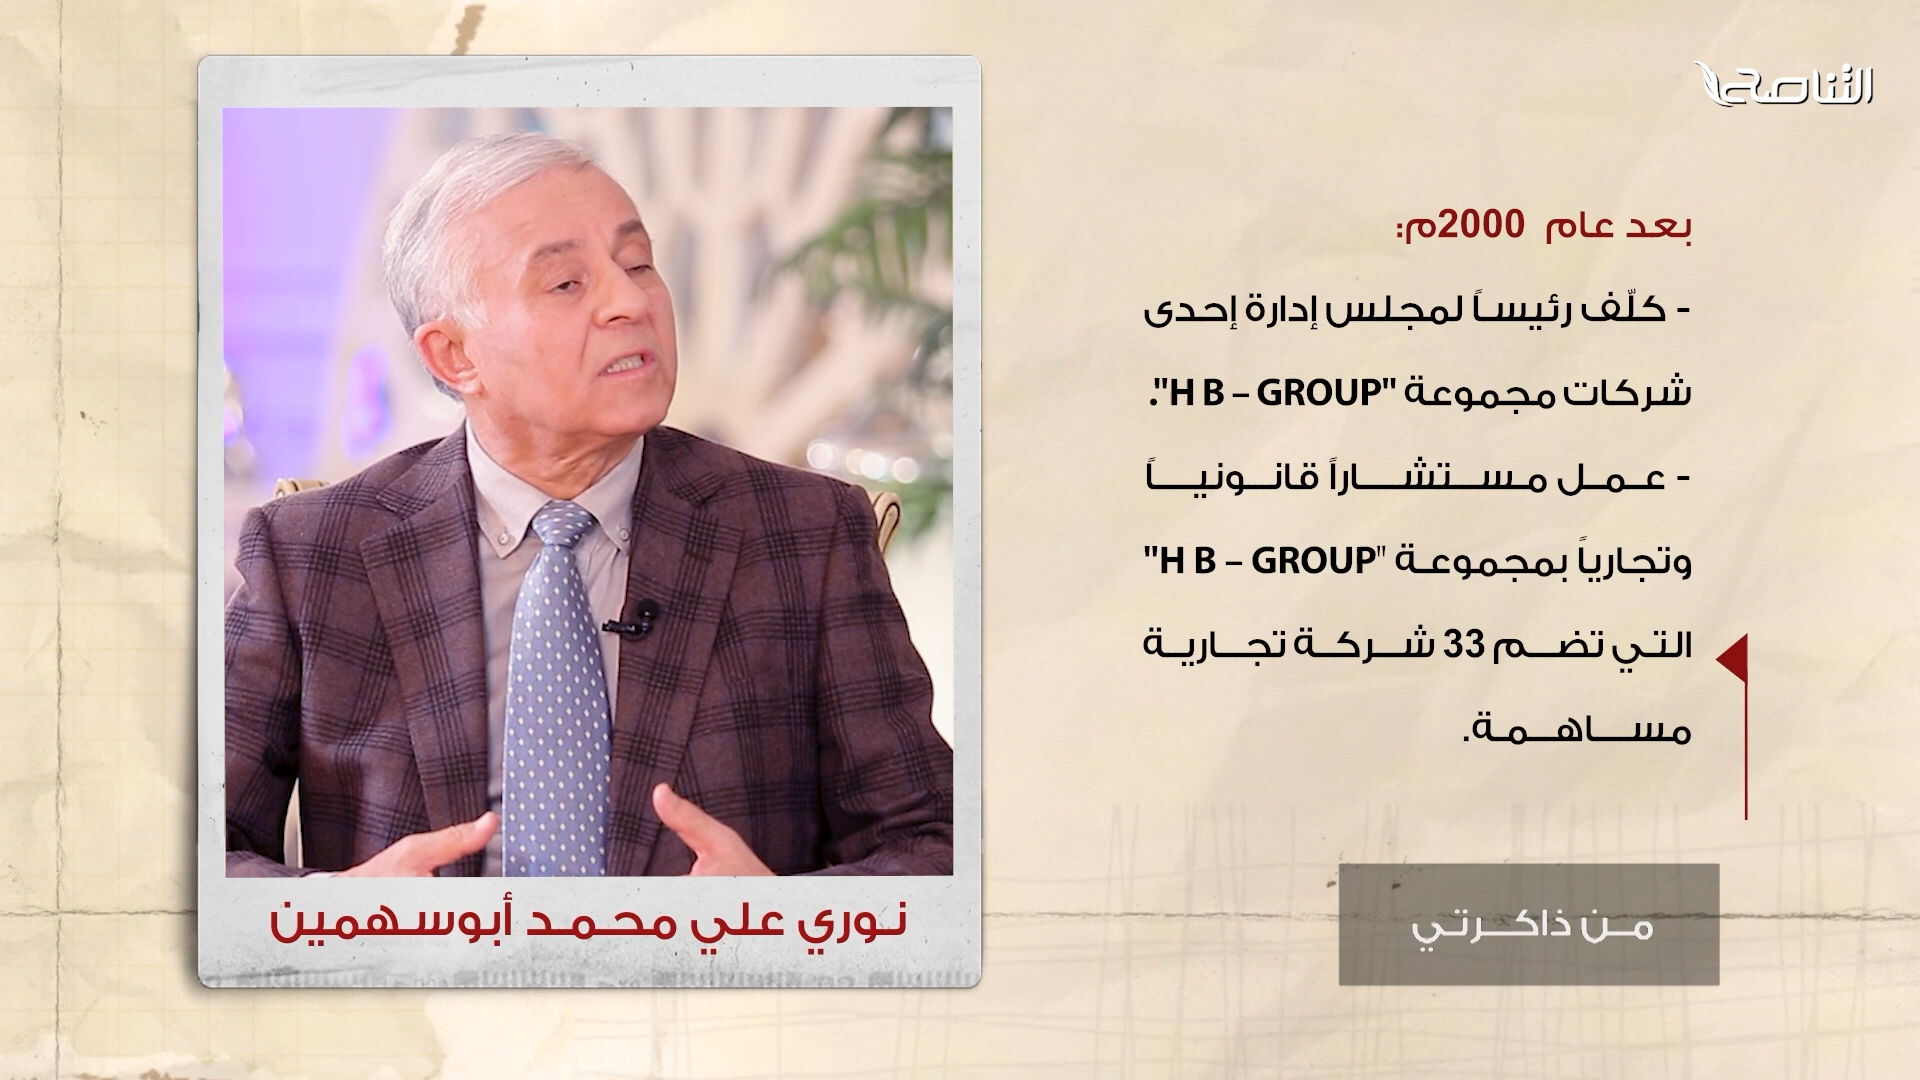 التناصح
بعد عام 2000م:
- كلّف رئيساً لمجلس إدارة إحدى
شركات مجموعة "H B – GROUP".
- عمل مستشاراً قانونياً
وتجارياً بمجموعة "H B – GROUP"
التي تضم 33 شركة تجارية
مساهمة.
من ذاكرتي
نوري علي محمد أبوسهمين